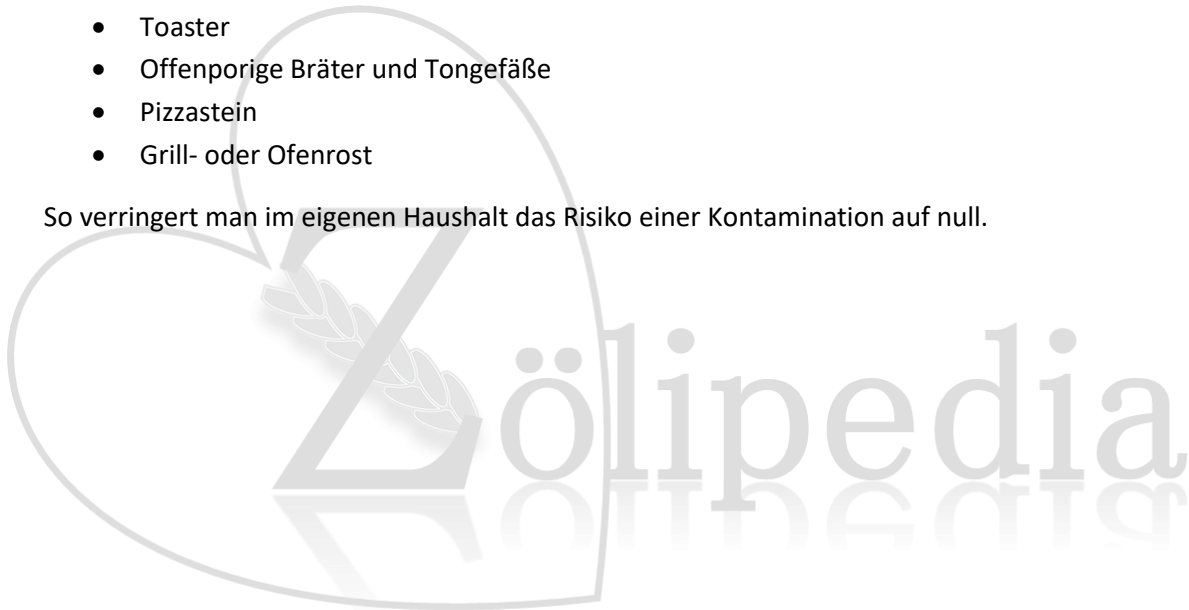 • Toaster
• Offenporige Bräter und Tongefäße
• Pizzastein
• Grill- oder Ofenrost
So verringert man im eigenen Haushalt das Risiko einer Kontamination auf null.
Zölipedia